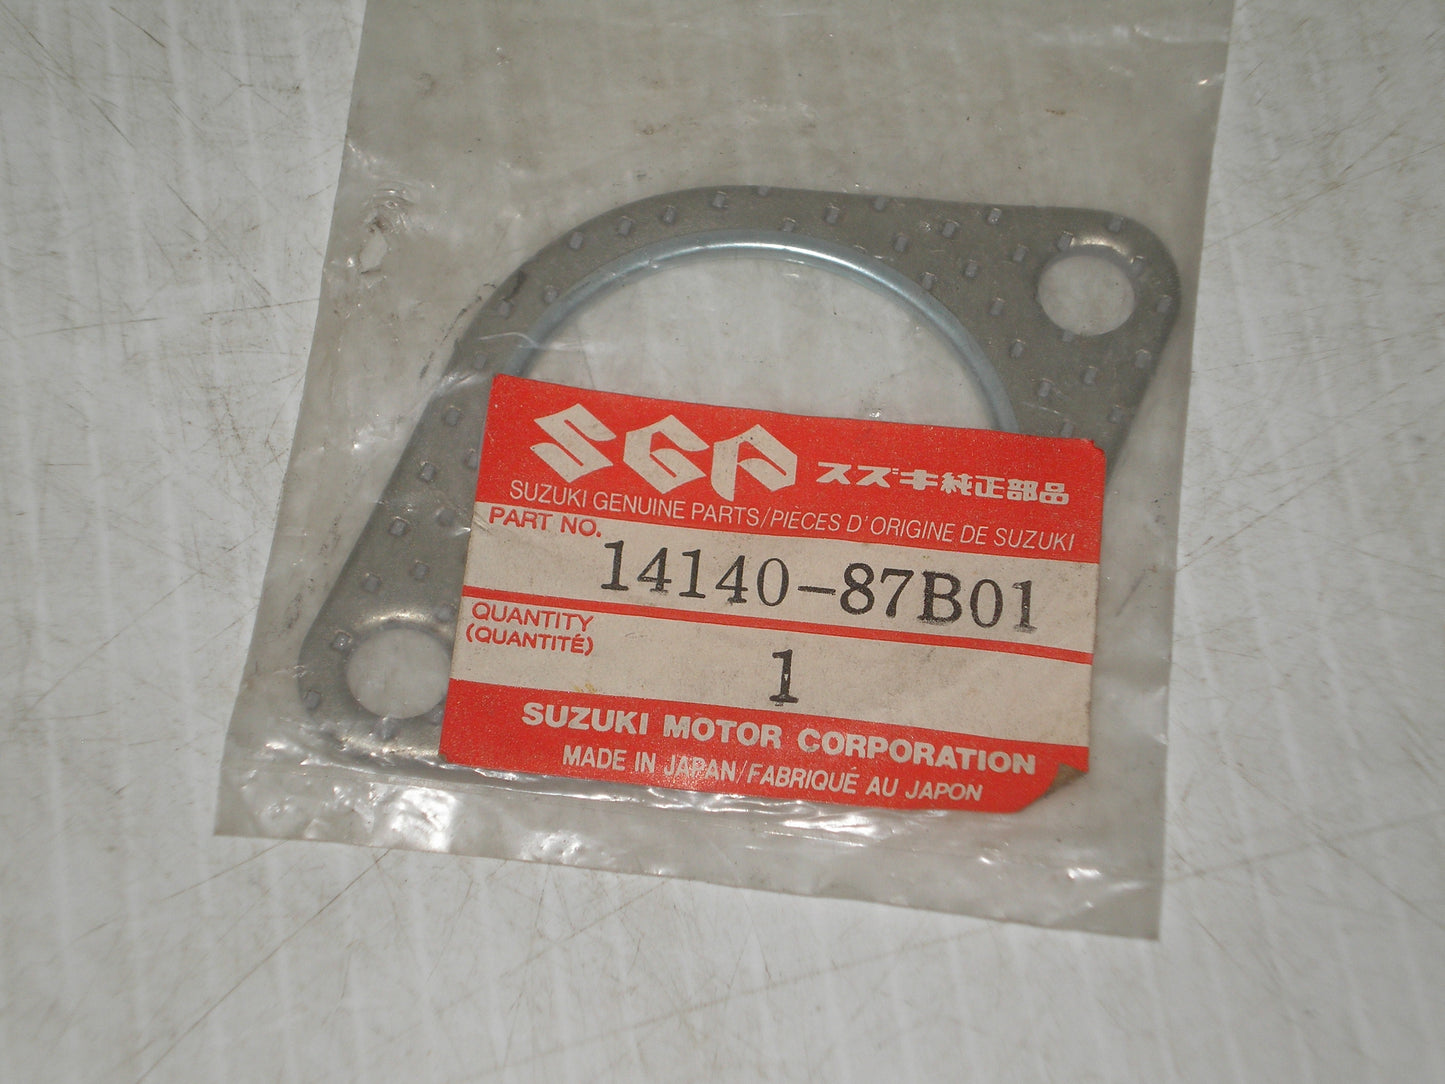 SGP スズキ純正部品
SUZUKI GENUINE PARTS/PIECES D'ORIGINE DE SUZUKI
PART NO.
14140-87B01
QUANTITY
(QUANTITÉ)
1
SUZUKI MOTOR CORPORATION
MADE IN JAPAN/FABRIQUÉ AU JAPON